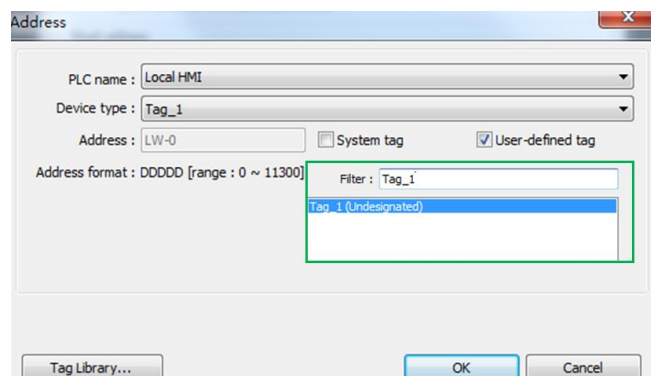 Address
PLC name : Local HMI
Device type : Tag_1
Address : LW-0 System tag User-defined tag
Address format : DDDDD [range : 0 ~ 11300] Filter : Tag_1
Tag_1 (Undesignated)
Tag Library... OK Cancel